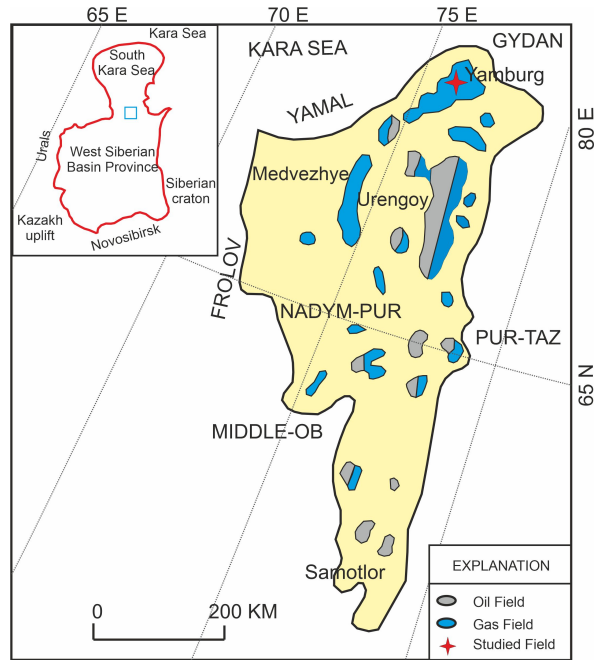 65 E
70 E
75 E
Kara Sea
South
Kara Sea
Urals
West Siberian
Basin Province
Siberian
craton
Kazakh
uplift
Novosibirsk
KARA SEA
GYDAN
Yamburg
YAMAL
80 E
Medvezhye
Urengoy
FROLOV
NADYM-PUR
PUR-TAZ
65 N
MIDDLE-OB
Samotlor
0
200 KM
EXPLANATION
Oil Field
Gas Field
Studied Field